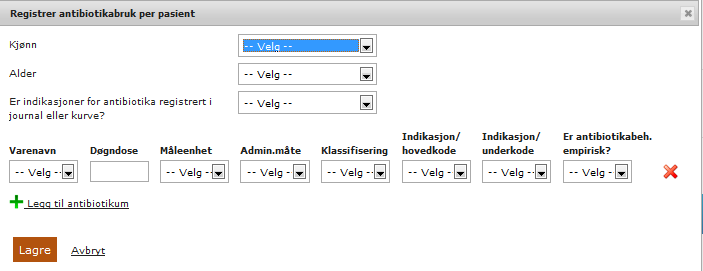 Registrer antibiotikabruk per pasient
Kjønn -- Velg --
Alder -- Velg --
Er indikasjoner for antibiotika registrert i
journal eller kurve?
-- Velg --
Indikasjon/ Indikasjon/ Er antibiotikabeh.
Varenavn Døgndose Måleenhet Admin.måte Klassifisering hovedkode underkode empirisk?
-- Velg -- -- Velg -- -- Velg -- -- Velg -- -- Velg - -- Velg - -- Velg -
Legg til antibiotikum
Lagre Avbryt